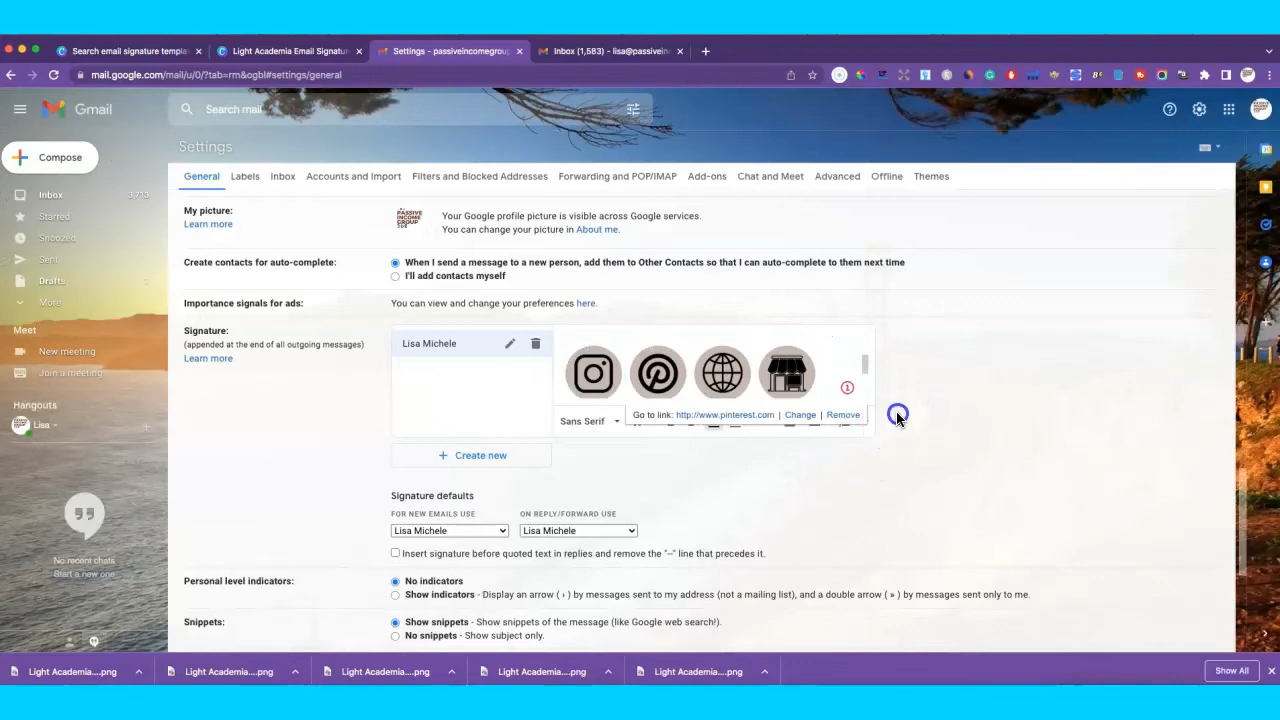 Search email signature templa
Light Academia Email Signatur
Settings - passiveincomegroup
Inbox (1,583) - lisa@passivein
mail.google.com/mail/u/0/?tab=rm&ogbl#settings/general
Gmail
Search mail
Compose
Settings
Inbox 3,713
Starred
Snoozed
Sent
Drafts 2
More
Meet
New meeting
Join a meeting
Hangouts
Lisa
No recent chats
Start a new one
General Labels Inbox Accounts and Import Filters and Blocked Addresses Forwarding and POP/IMAP Add-ons Chat and Meet Advanced Offline Themes
My picture:
Learn more
PASSIVE
INCOME
GROUP
Your Google profile picture is visible across Google services.
You can change your picture in About me.
Create contacts for auto-complete:
When I send a message to a new person, add them to Other Contacts so that I can auto-complete to them next time
I'll add contacts myself
Importance signals for ads:
You can view and change your preferences here.
Signature:
(appended at the end of all outgoing messages)
Learn more
Lisa Michele
1
Sans Serif
Go to link: http://www.pinterest.com | Change | Remove
Create new
Signature defaults
FOR NEW EMAILS USE ON REPLY/FORWARD USE
Lisa Michele Lisa Michele
Insert signature before quoted text in replies and remove the "--" line that precedes it.
Personal level indicators:
No indicators
Show indicators - Display an arrow ( › ) by messages sent to my address (not a mailing list), and a double arrow ( » ) by messages sent only to me.
Snippets:
Show snippets - Show snippets of the message (like Google web search!).
No snippets - Show subject only.
Light Academia....png
Light Academia....png
Light Academia....png
Light Academia....png
Light Academia....png
Show All